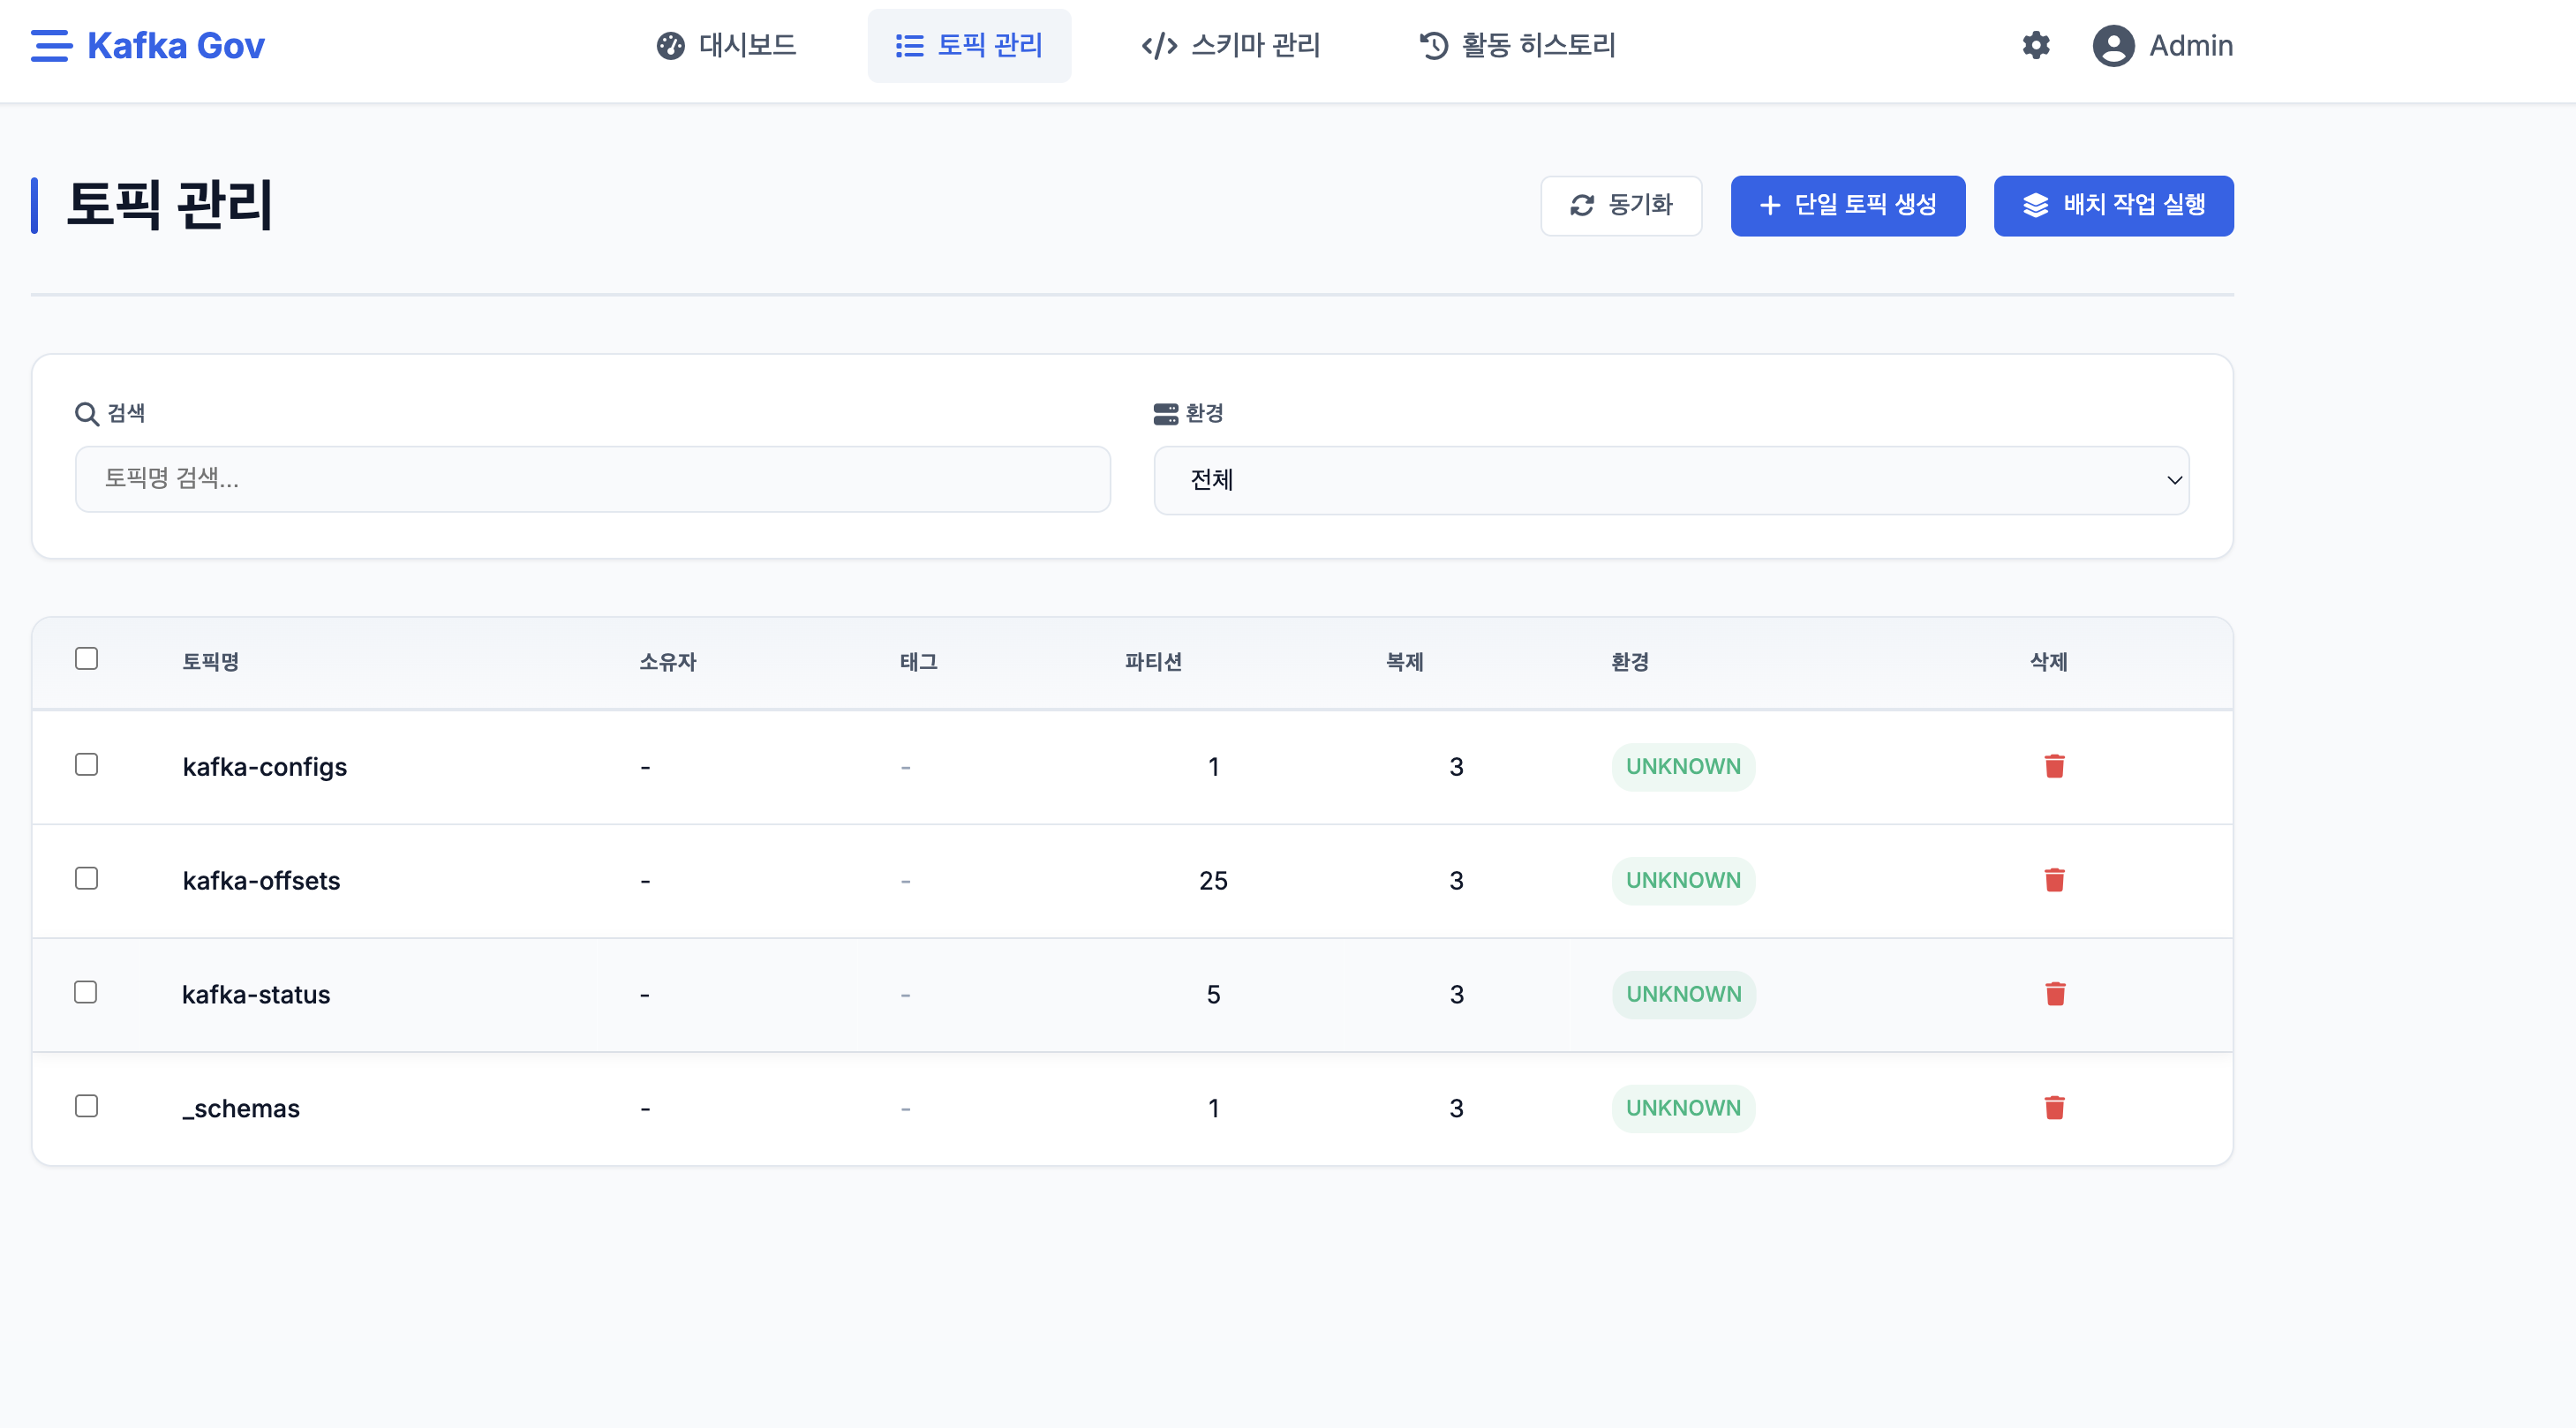 Kafka Gov 대시보드 토픽 관리 스키마 관리 활동 히스토리 Admin
토픽 관리 동기화 단일 토픽 생성 배치 작업 실행
검색 환경
토픽명 검색... 전체
토픽명 소유자 태그 파티션 복제 환경 삭제
kafka-configs - - 1 3 UNKNOWN
kafka-offsets - - 25 3 UNKNOWN
kafka-status - - 5 3 UNKNOWN
_schemas - - 1 3 UNKNOWN